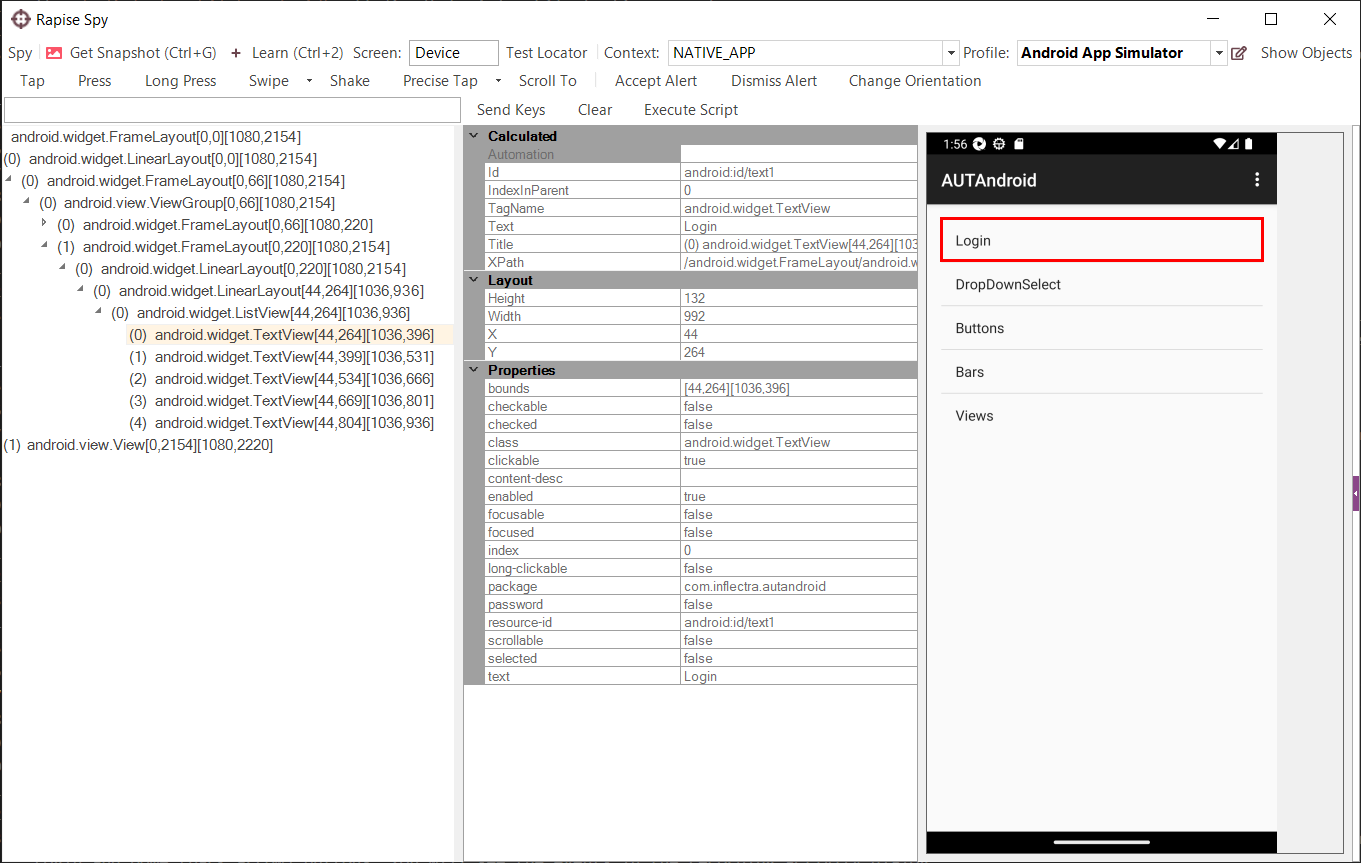 Rapise Spy
Spy Get Snapshot (Ctrl+G) + Learn (Ctrl+2) Screen: Device Test Locator Context: NATIVE_APP Profile: Android App Simulator Show Objects
Tap Press Long Press Swipe Shake Precise Tap Scroll To Accept Alert Dismiss Alert Change Orientation
Send Keys Clear Execute Script
android.widget.FrameLayout[0,0][1080,2154]
(0) android.widget.LinearLayout[0,0][1080,2154]
(0) android.widget.FrameLayout[0,66][1080,2154]
(0) android.view.ViewGroup[0,66][1080,2154]
(0) android.widget.FrameLayout[0,66][1080,220]
(1) android.widget.FrameLayout[0,220][1080,2154]
(0) android.widget.LinearLayout[0,220][1080,2154]
(0) android.widget.LinearLayout[44,264][1036,936]
(0) android.widget.ListView[44,264][1036,936]
(0) android.widget.TextView[44,264][1036,396]
(1) android.widget.TextView[44,399][1036,531]
(2) android.widget.TextView[44,534][1036,666]
(3) android.widget.TextView[44,669][1036,801]
(4) android.widget.TextView[44,804][1036,936]
(1) android.view.View[0,2154][1080,2220]
Calculated
Automation
Id android:id/text1
IndexInParent 0
TagName android.widget.TextView
Text Login
Title (0) android.widget.TextView[44,264][103
XPath /android.widget.FrameLayout/android.w
Layout
Height 132
Width 992
X 44
Y 264
Properties
bounds [44,264][1036,396]
checkable false
checked false
class android.widget.TextView
clickable true
content-desc
enabled true
focusable false
focused false
index 0
long-clickable false
package com.inflectra.autandroid
password false
resource-id android:id/text1
scrollable false
selected false
text Login
1:56
AUTAndroid
Login
DropDownSelect
Buttons
Bars
Views